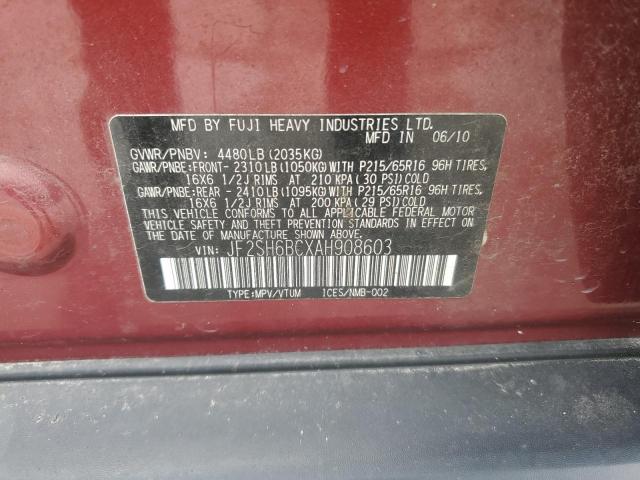 MFD BY FUJI HEAVY INDUSTRIES LTD.
MFD IN 06/10
GVWR/PNBV: 4480LB (2035KG)
GAWR/PNBE:FRONT-2310LB(1050KG)WITH P215/65R16 96H TIRES,
16X6 1/2J RIMS AT 210 KPA (30 PSI)COLD
GAWR/PNBE:REAR -2410LB(1095KG)WITH P215/65R16 96H TIRES,
16X6 1/2J RIMS AT 200 KPA (29 PSI)COLD
THIS VEHICLE CONFORMS TO ALL APPLICABLE FEDERAL MOTOR
VEHICLE SAFETY AND THEFT PREVENTION STANDARDS IN EFFECT
ON THE DATE OF MANUFACTURE SHOWN ABOVE.
VIN: JF2SH6BCXAH908603
TYPE:MPV/VTUM ICES/NMB-002